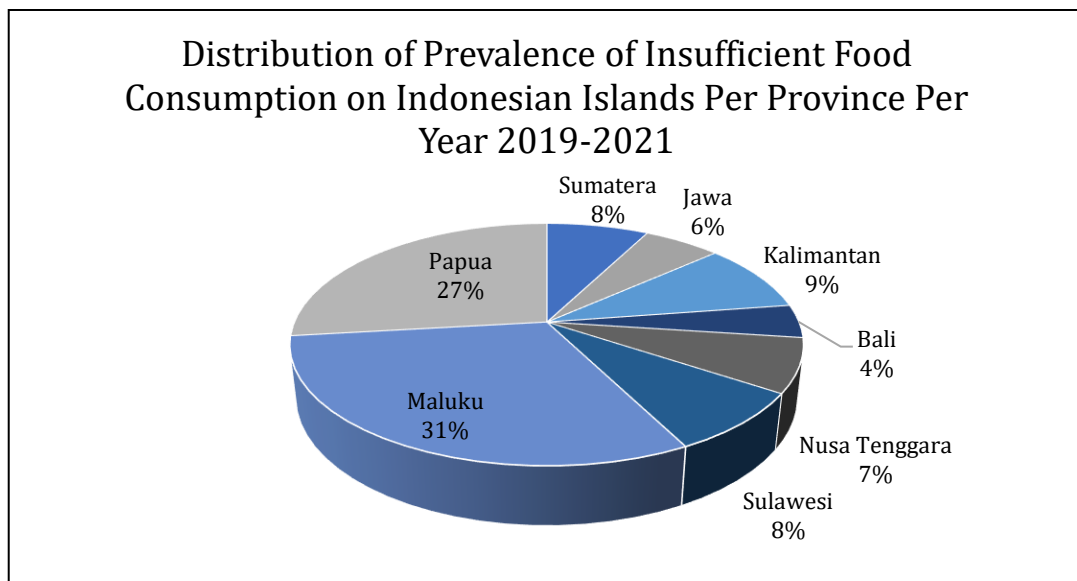 Distribution of Prevalence of Insufficient Food
Consumption on Indonesian Islands Per Province Per
Year 2019-2021
Sumatera
8%
Jawa
6%
Kalimantan
9%
Bali
4%
Nusa Tenggara
7%
Sulawesi
8%
Maluku
31%
Papua
27%